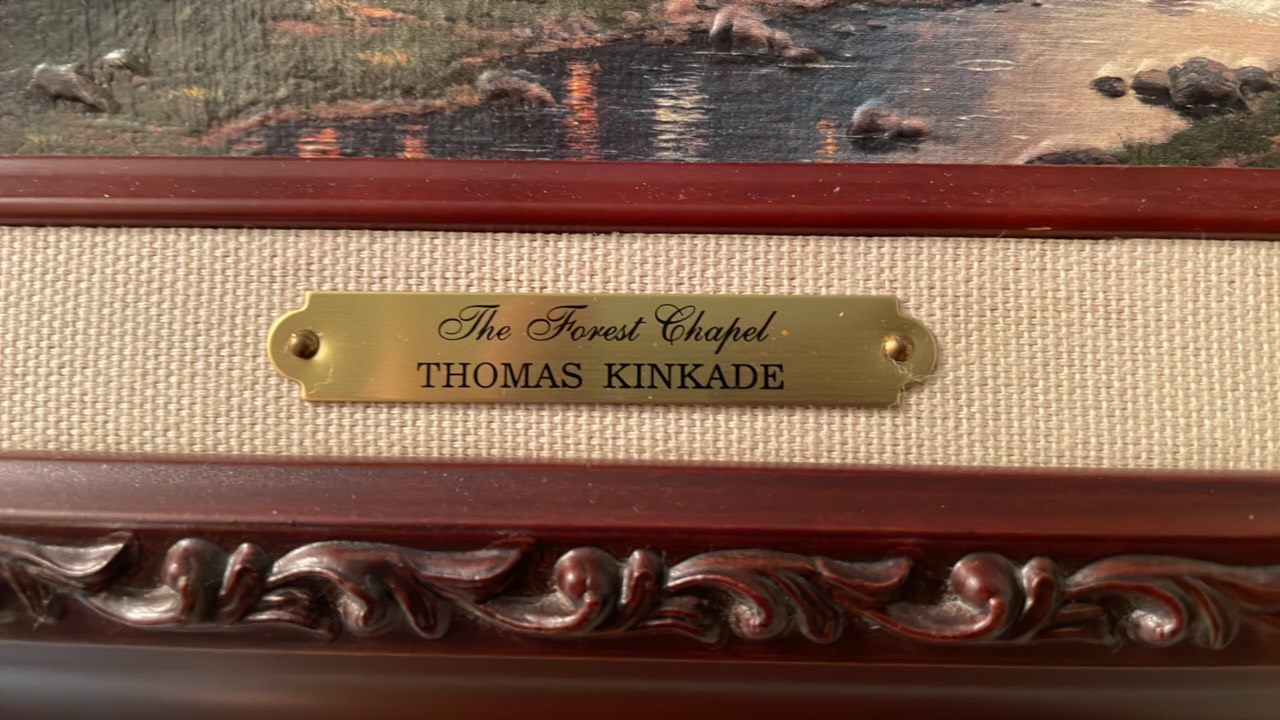 The Forest Chapel
THOMAS KINKADE